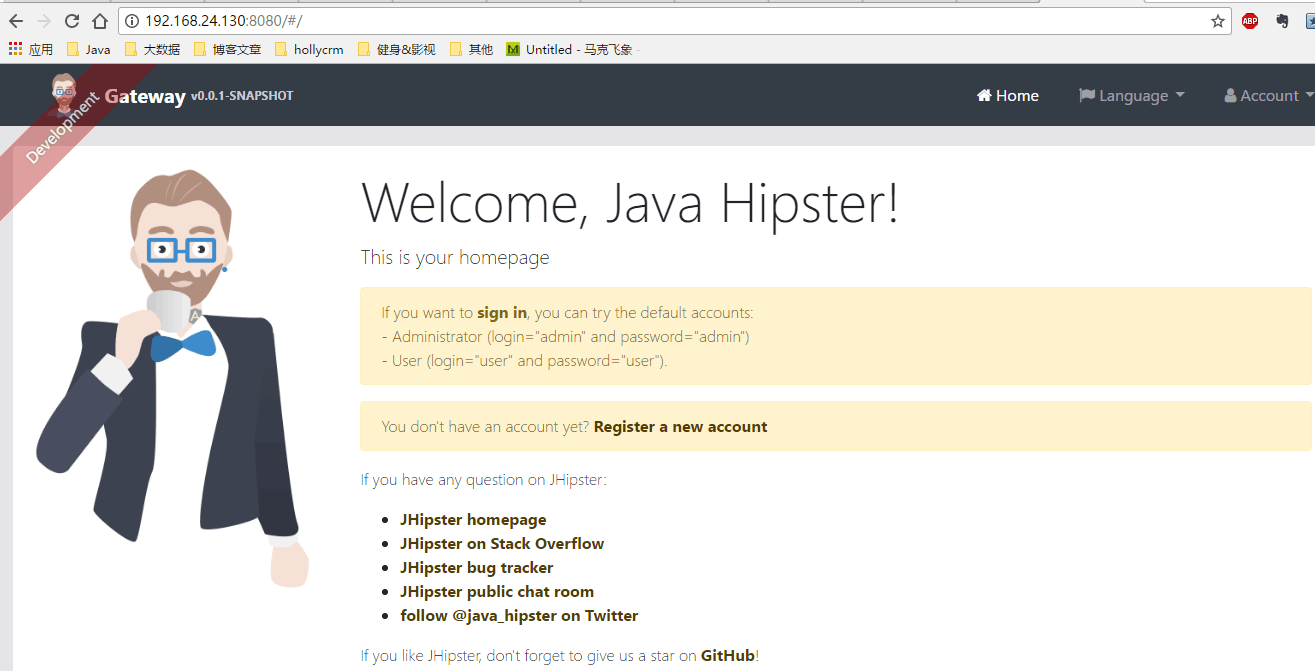 192.168.24.130:8080/#/
ABP
应用 Java 大数据 博客文章 hollycrm 健身&影视 其他 Untitled - 马克飞象
Development
Gateway v0.0.1-SNAPSHOT Home Language Account
A
Welcome, Java Hipster!
This is your homepage
If you want to sign in, you can try the default accounts:
- Administrator (login="admin" and password="admin")
- User (login="user" and password="user").
You don't have an account yet? Register a new account
If you have any question on JHipster:
JHipster homepage
JHipster on Stack Overflow
JHipster bug tracker
JHipster public chat room
follow @java_hipster on Twitter
If you like JHipster, don't forget to give us a star on GitHub!